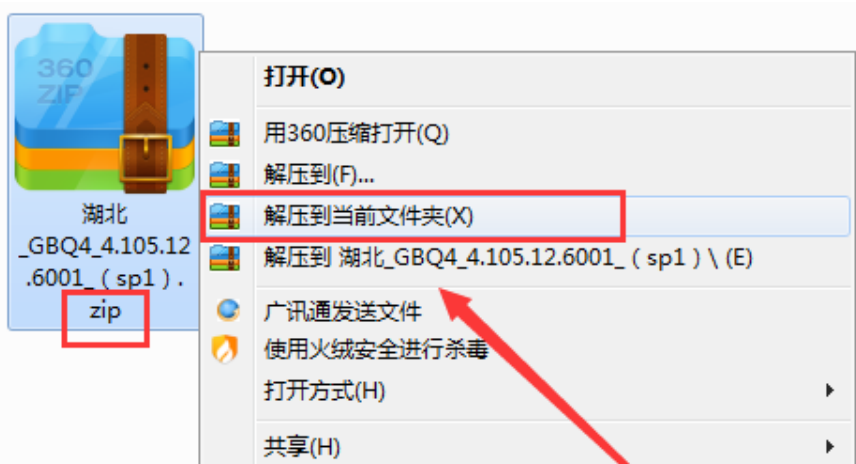 360
ZIP
湖北
_GBQ4_4.105.12
.6001_（sp1）.
zip
打开(O)
用360压缩打开(Q)
解压到(F)...
解压到当前文件夹(X)
解压到 湖北_GBQ4_4.105.12.6001_（sp1）\ (E)
广讯通发送文件
使用火绒安全进行杀毒
打开方式(H)
共享(H)